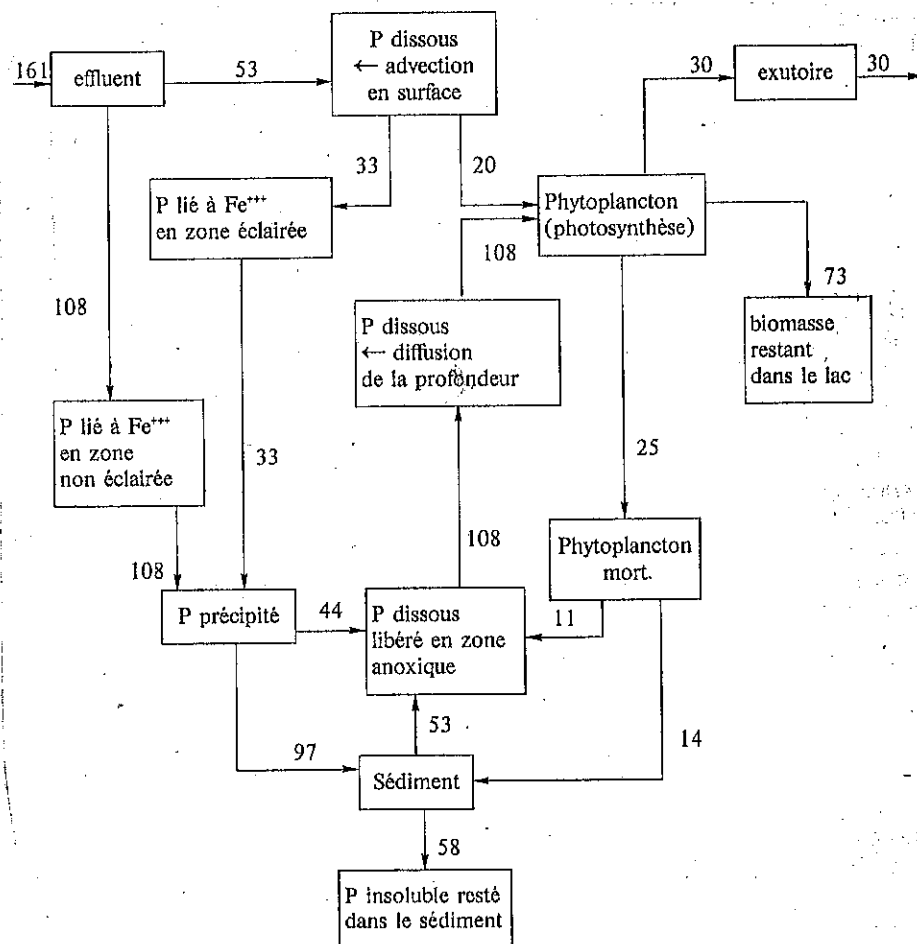 161
effluent
53
P dissous
← advection
en surface
30
exutoire
30
33
20
P lié à Fe+++
en zone éclairée
Phytoplancton
(photosynthèse)
108
108
73
P dissous
← diffusion
de la profondeur
biomasse
restant
dans le lac
P lié à Fe+++
en zone
non éclairée
33
25
108
108
Phytoplancton
mort.
P précipité
44
P dissous
libéré en zone
anoxique
11
53
97
14
Sédiment
58
P insoluble resté
dans le sédiment